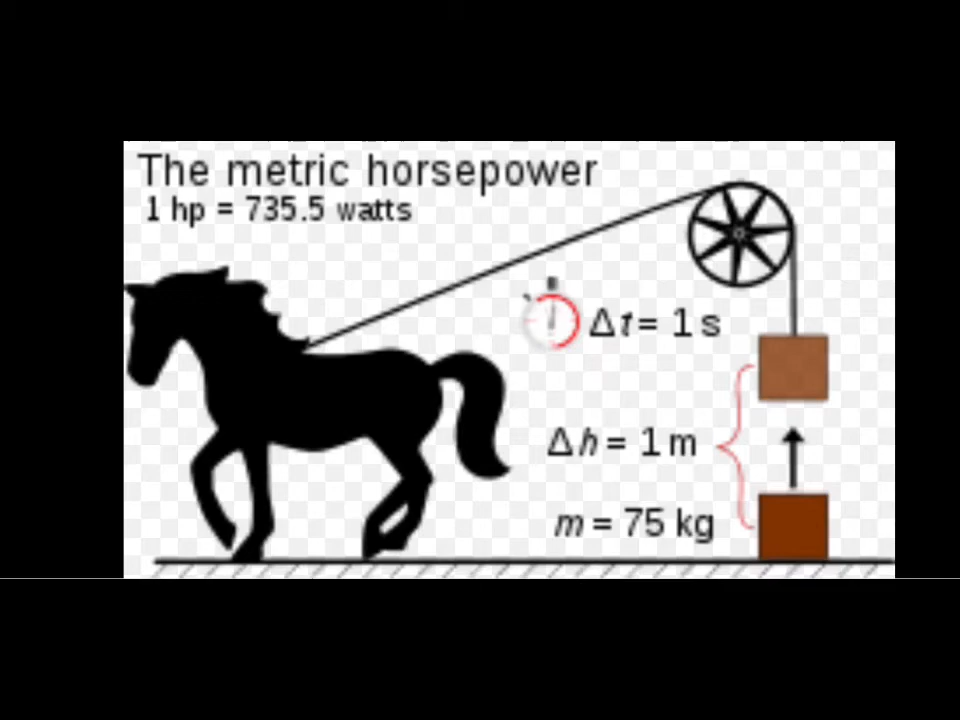 The metric horsepower
1 hp = 735.5 watts
Δt = 1 s
Δh = 1 m
m = 75 kg